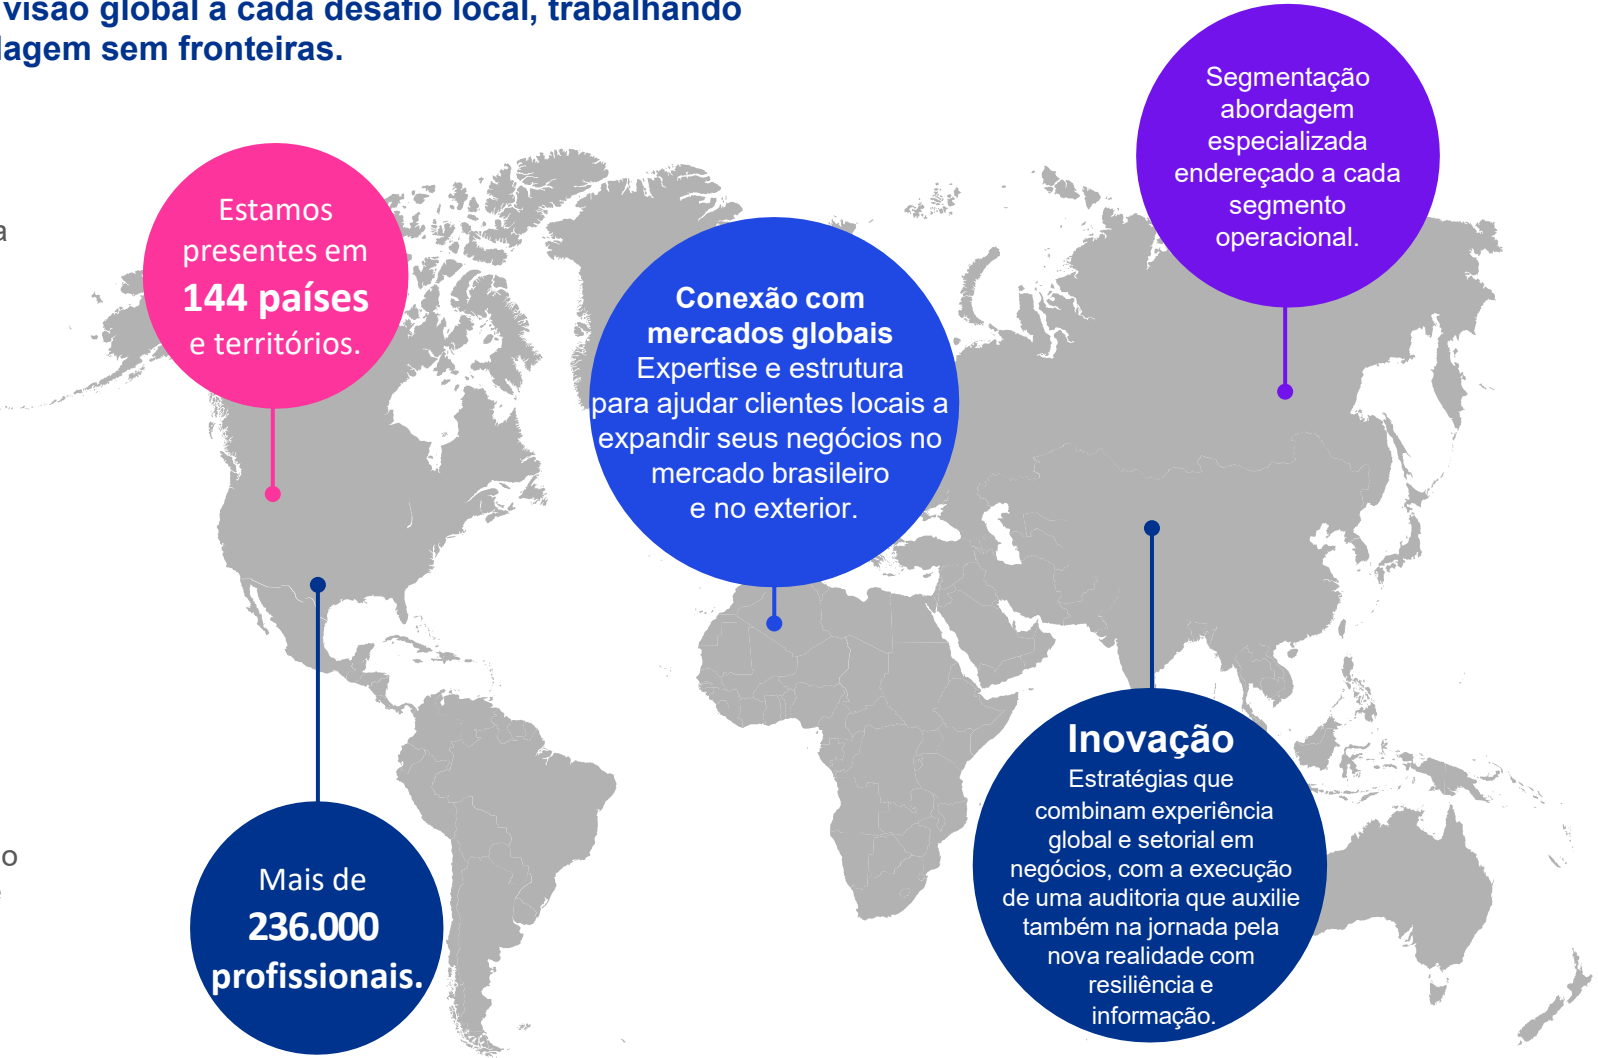 visão global a cada desafio local, trabalhando
lagem sem fronteiras.
Segmentação
abordagem
especializada
endereçado a cada
segmento
operacional.
Estamos
presentes em
144 países
e territórios.
a
Conexão com
mercados globais
Expertise e estrutura
para ajudar clientes locais a
expandir seus negócios no
mercado brasileiro
e no exterior.
Inovação
Estratégias que
combinam experiência
global e setorial em
negócios, com a execução
de uma auditoria que auxilie
também na jornada pela
nova realidade com
resiliência e
informação.
o
Mais de
236.000
profissionais.